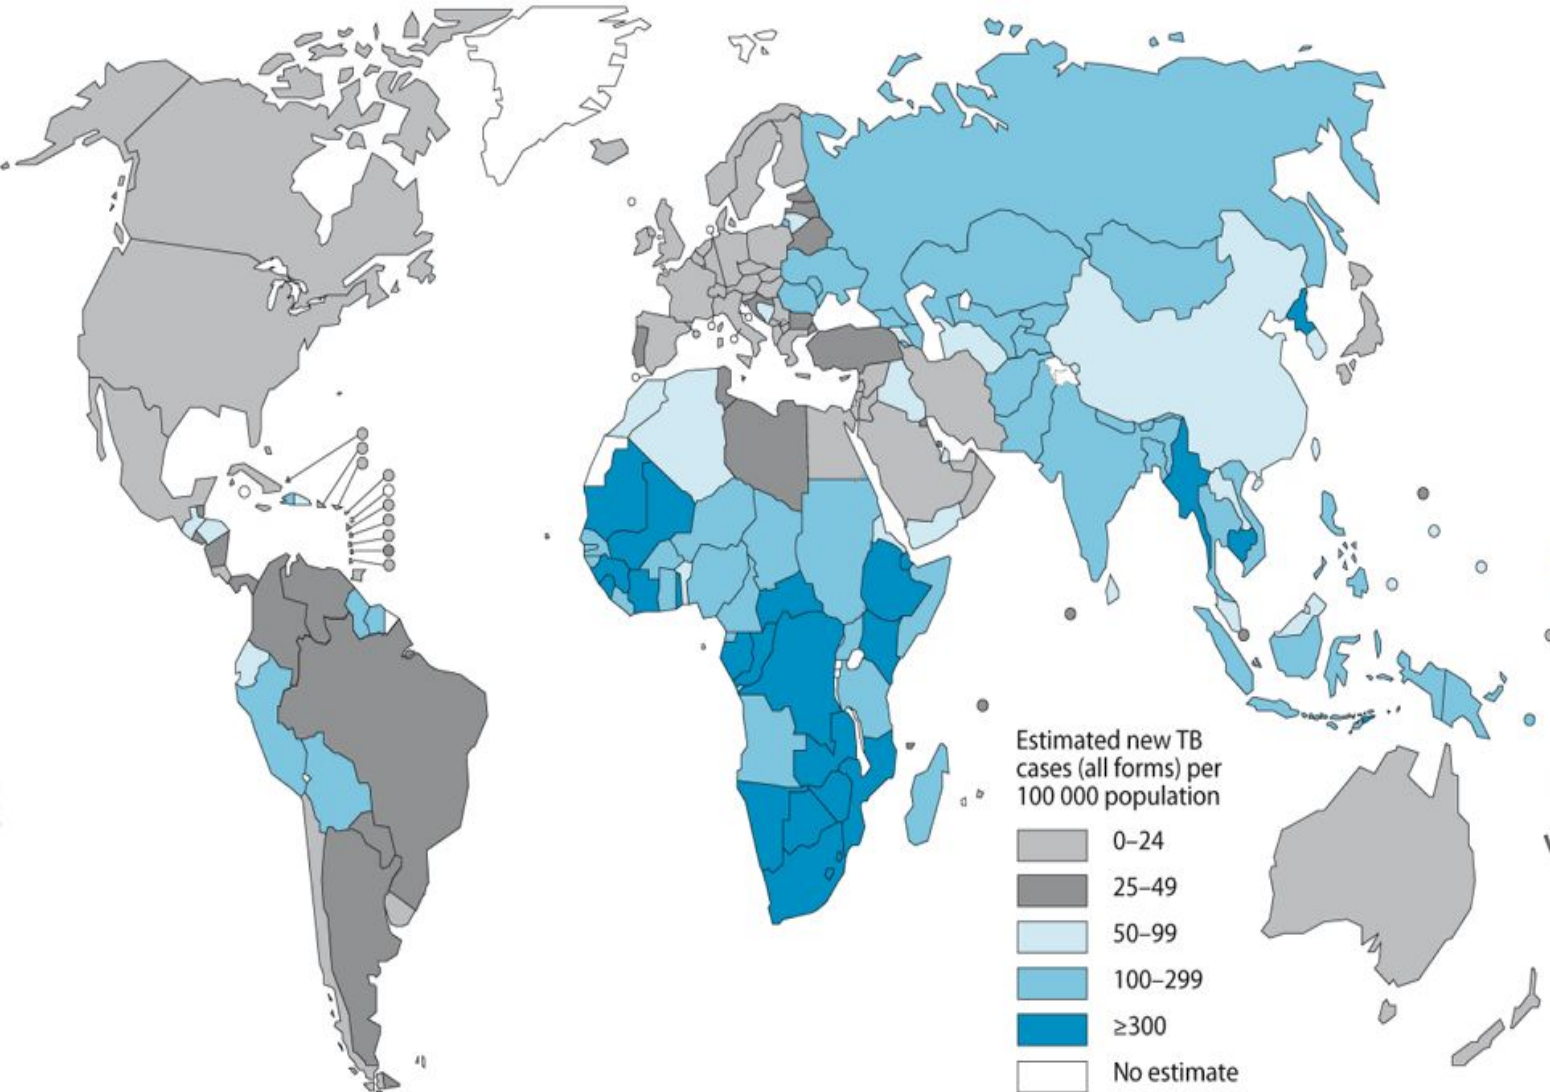 Estimated new TB
cases (all forms) per
100 000 population
0–24
25–49
50–99
100–299
≥300
No estimate